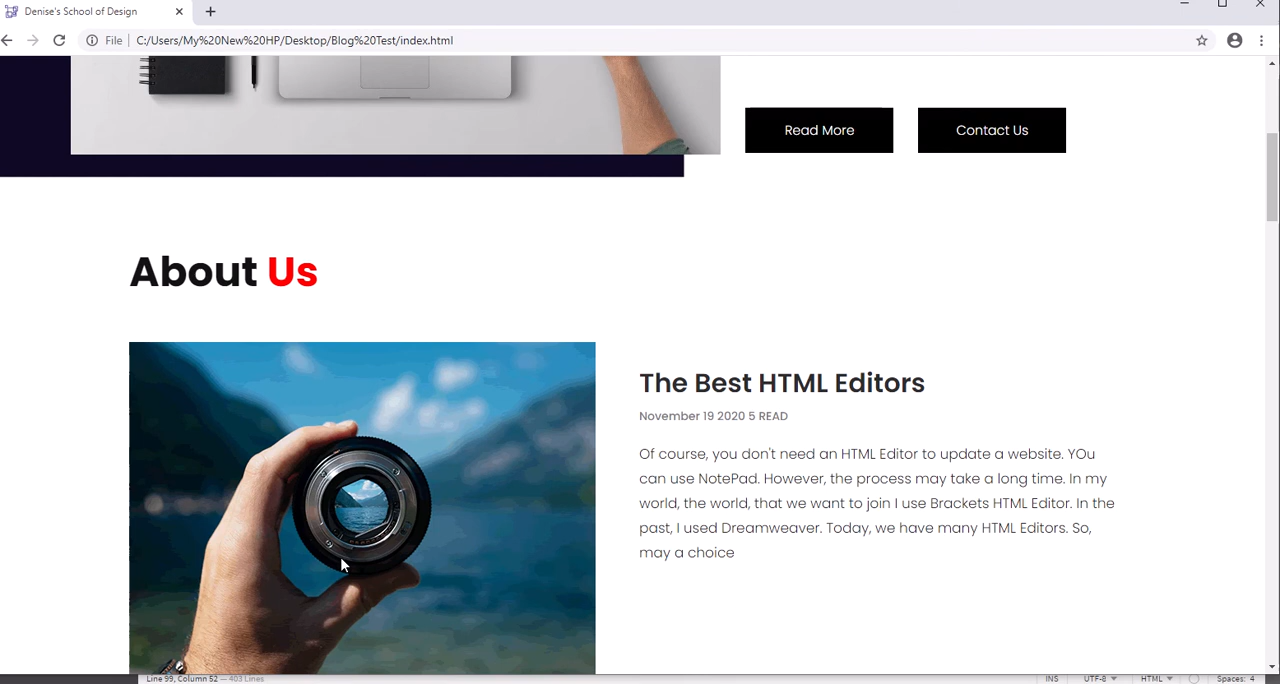 Denise's School of Design
File C:/Users/My%20New%20HP/Desktop/Blog%20Test/index.html
Read More
Contact Us
About Us
The Best HTML Editors
November 19 2020 5 READ
Of course, you don't need an HTML Editor to update a website. YOu
can use NotePad. However, the process may take a long time. In my
world, the world, that we want to join I use Brackets HTML Editor. In the
past, I used Dreamweaver. Today, we have many HTML Editors. So,
may a choice
Line 99, Column 52 — 403 Lines
INS UTF-8 HTML Spaces: 4